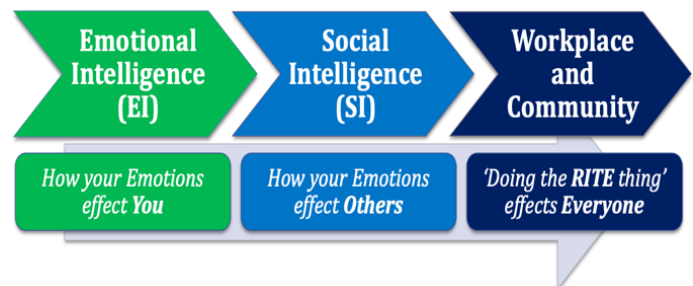 Emotional
Intelligence
(EI)
Social
Intelligence
(SI)
Workplace
and
Community
How your Emotions
effect You
How your Emotions
effect Others
‘Doing the RITE thing’
effects Everyone